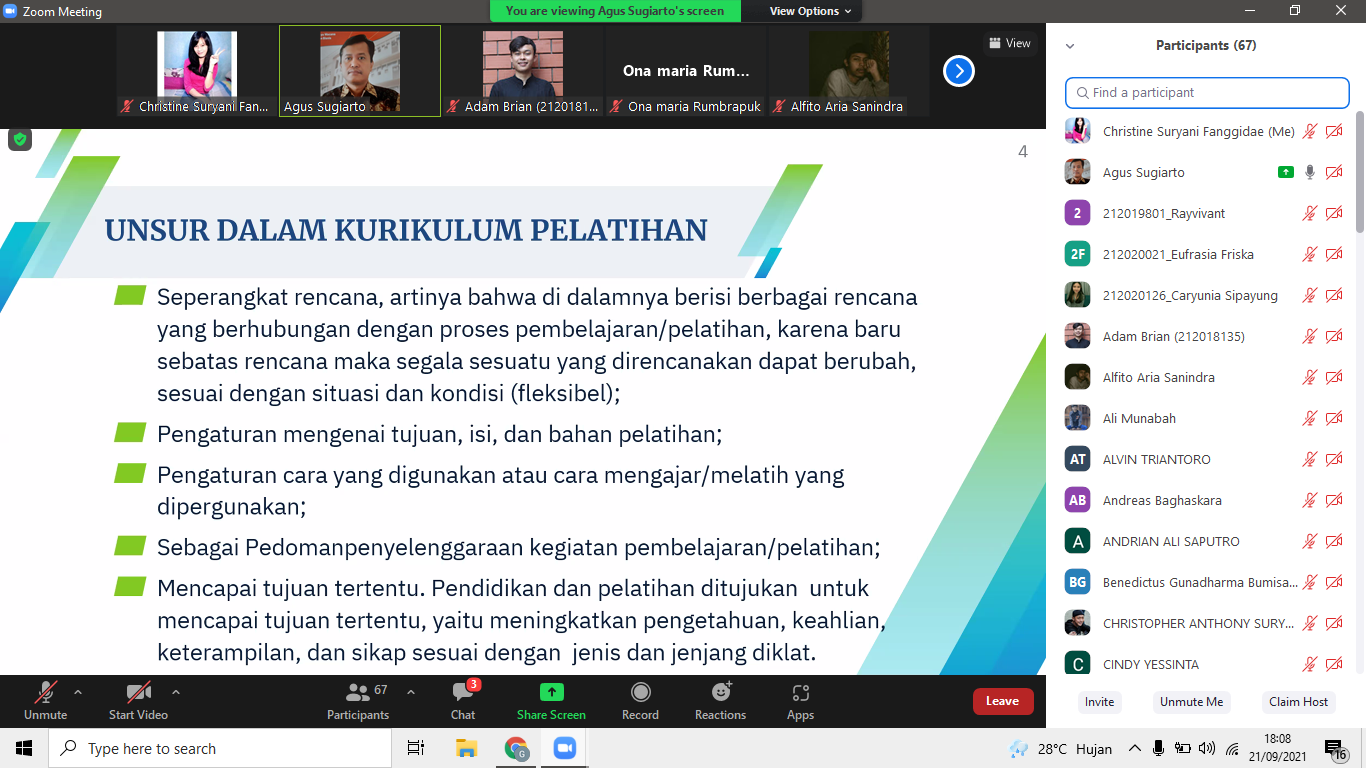 Zoom Meeting
You are viewing Agus Sugiarto's screen
View Options
Christine Suryani Fan...
Agus Sugiarto
Adam Brian (2120181...
Ona maria Rum...
Ona maria Rumbrapuk
Alfito Aria Sanindra
View
4
UNSUR DALAM KURIKULUM PELATIHAN
Seperangkat rencana, artinya bahwa di dalamnya berisi berbagai rencana
yang berhubungan dengan proses pembelajaran/pelatihan, karena baru
sebatas rencana maka segala sesuatu yang direncanakan dapat berubah,
sesuai dengan situasi dan kondisi (fleksibel);
Pengaturan mengenai tujuan, isi, dan bahan pelatihan;
Pengaturan cara yang digunakan atau cara mengajar/melatih yang
dipergunakan;
Sebagai Pedomanpenyelenggaraan kegiatan pembelajaran/pelatihan;
Mencapai tujuan tertentu. Pendidikan dan pelatihan ditujukan  untuk
mencapai tujuan tertentu, yaitu meningkatkan pengetahuan, keahlian,
keterampilan, dan sikap sesuai dengan  jenis dan jenjang diklat.
Participants (67)
Find a participant
Christine Suryani Fanggidae (Me)
Agus Sugiarto
2 212019801_Rayvivant
2F 212020021_Eufrasia Friska
212020126_Caryunia Sipayung
Adam Brian (212018135)
Alfito Aria Sanindra
Ali Munabah
AT ALVIN TRIANTORO
AB Andreas Baghaskara
A ANDRIAN ALI SAPUTRO
BG Benedictus Gunadharma Bumisa...
CHRISTOPHER ANTHONY SURY...
C CINDY YESSINTA
Invite
Unmute Me
Claim Host
Unmute
Start Video
67
Participants
3
Chat
Share Screen
Record
Reactions
Apps
Leave
Type here to search
G
28°C Hujan
18:08
21/09/2021
16